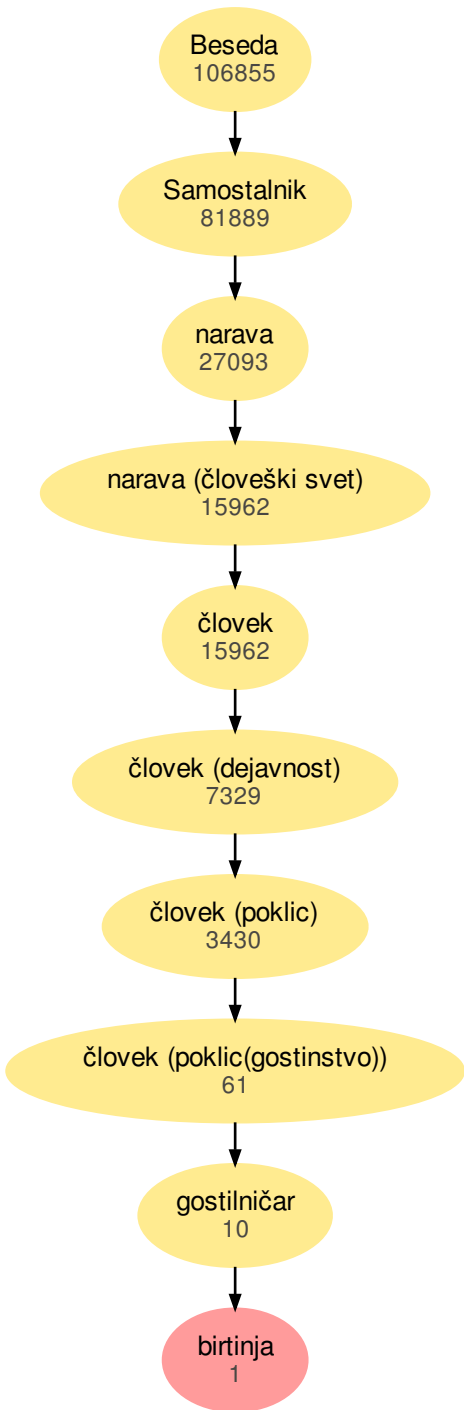 Beseda
106855
Samostalnik
81889
narava
27093
narava (človeški svet)
15962
človek
15962
človek (dejavnost)
7329
človek (poklic)
3430
človek (poklic(gostinstvo))
61
gostilničar
10
birtinja
1